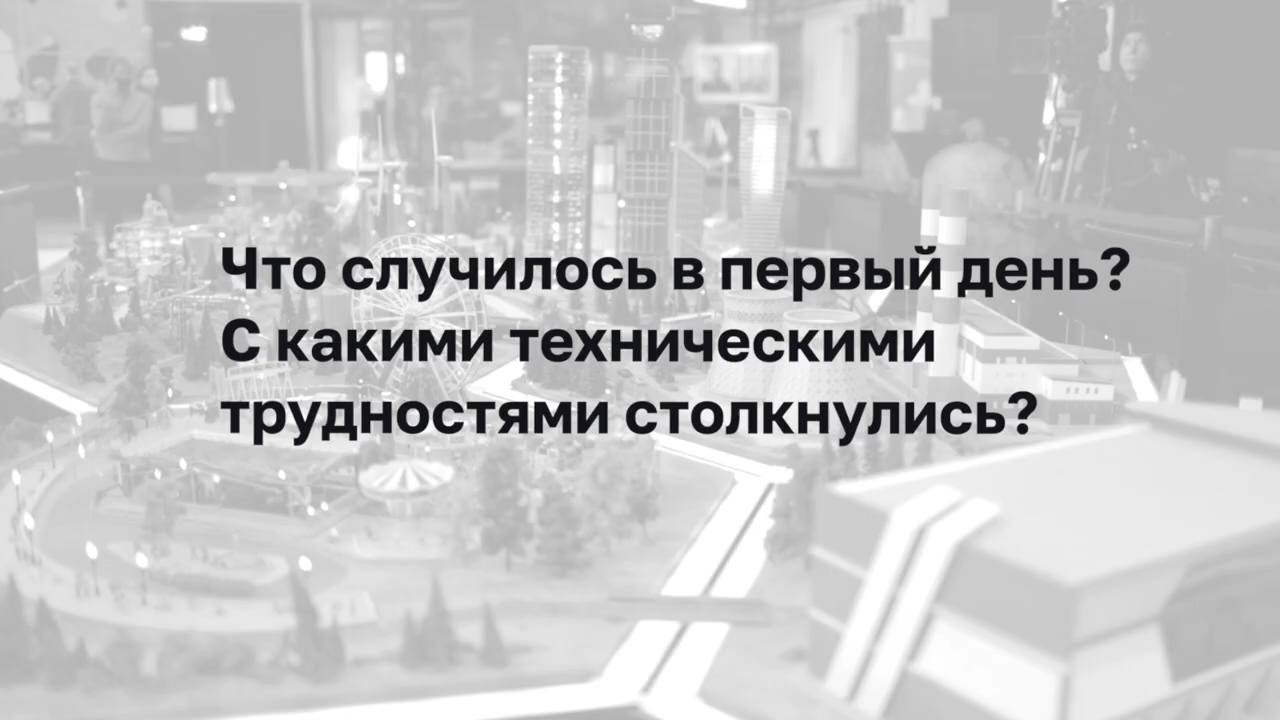 Что случилось в первый день?
С какими техническими
трудностями столкнулись?